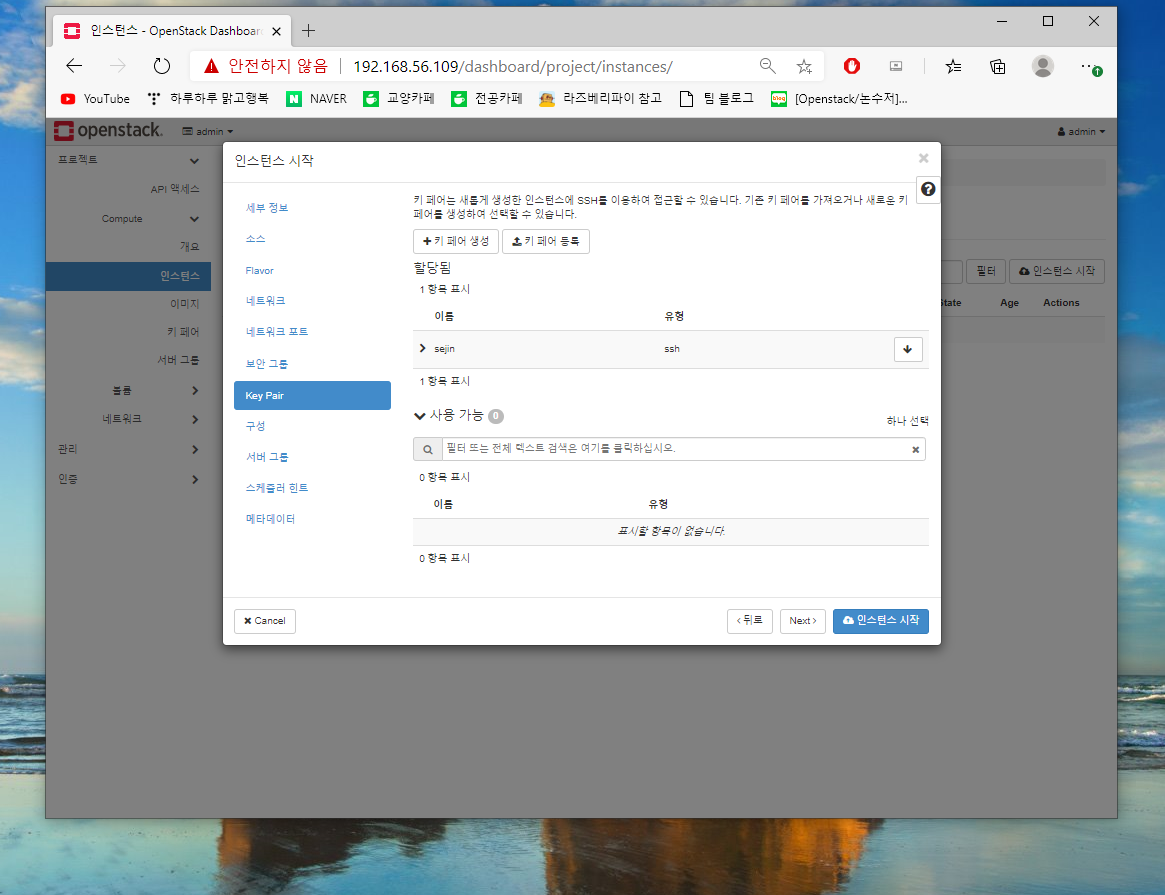 인스턴스 - OpenStack Dashboard
안전하지 않음 192.168.56.109/dashboard/project/instances/
YouTube 하루하루 맑고행복 NAVER 교양카페 전공카페 라즈베리파이 참고 팀 블로그 [Openstack/논수저]...
openstack. admin admin
프로젝트
API 액세스
Compute
개요
인스턴스
이미지
키 페어
서버 그룹
볼륨
네트워크
관리
인증
필터 인스턴스 시작
State Age Actions
인스턴스 시작
세부 정보
소스
Flavor
네트워크
네트워크 포트
보안 그룹
Key Pair
구성
서버 그룹
스케줄러 힌트
메타데이터
키 페어는 새롭게 생성한 인스턴스에 SSH를 이용하여 접근할 수 있습니다. 기존 키 페어를 가져오거나 새로운 키
페어를 생성하여 선택할 수 있습니다.
키 페어 생성 키 페어 등록
할당됨
1 항목 표시
이름 유형
sejin ssh
1 항목 표시
사용 가능 0 하나 선택
필터 또는 전체 텍스트 검색은 여기를 클릭하십시오.
0 항목 표시
이름 유형
표시할 항목이 없습니다.
0 항목 표시
Cancel 뒤로 Next 인스턴스 시작